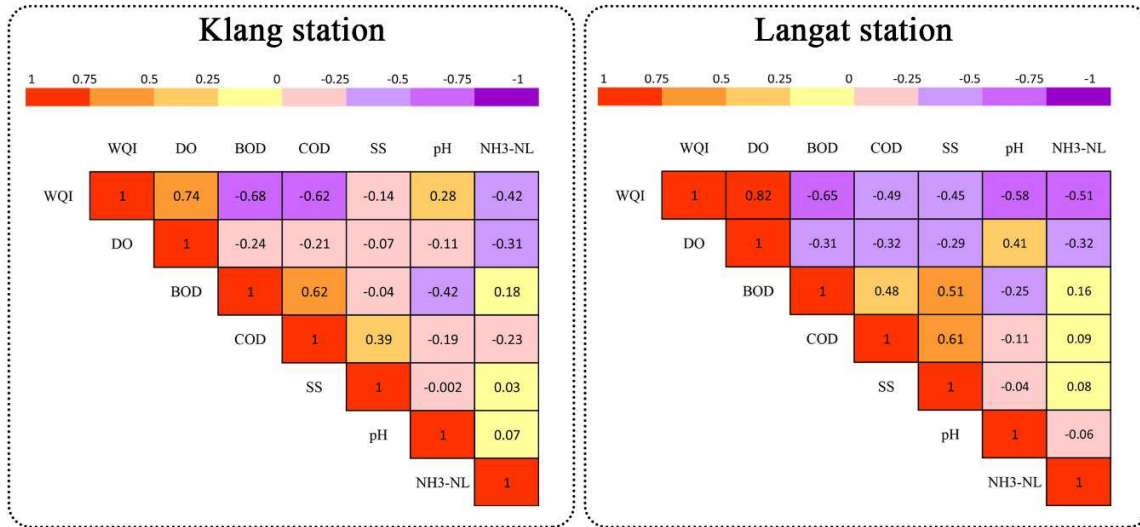 Klang station
1 0.75 0.5 0.25 0 -0.25 -0.5 -0.75 -1
WQI DO BOD COD SS pH NH3-NL
WQI 1 0.74 -0.68 -0.62 -0.14 0.28 -0.42
DO 1 -0.24 -0.21 -0.07 -0.11 -0.31
BOD 1 0.62 -0.04 -0.42 0.18
COD 1 0.39 -0.19 -0.23
SS 1 -0.002 0.03
pH 1 0.07
NH3-NL 1
Langat station
1 0.75 0.5 0.25 0 -0.25 -0.5 -0.75 -1
WQI DO BOD COD SS pH NH3-NL
WQI 1 0.82 -0.65 -0.49 -0.45 -0.58 -0.51
DO 1 -0.31 -0.32 -0.29 0.41 -0.32
BOD 1 0.48 0.51 -0.25 0.16
COD 1 0.61 -0.11 0.09
SS 1 -0.04 0.08
pH 1 -0.06
NH3-NL 1